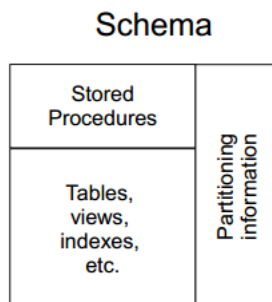 Schema
Stored
Procedures
Tables,
views,
indexes,
etc.
Partitioning
information